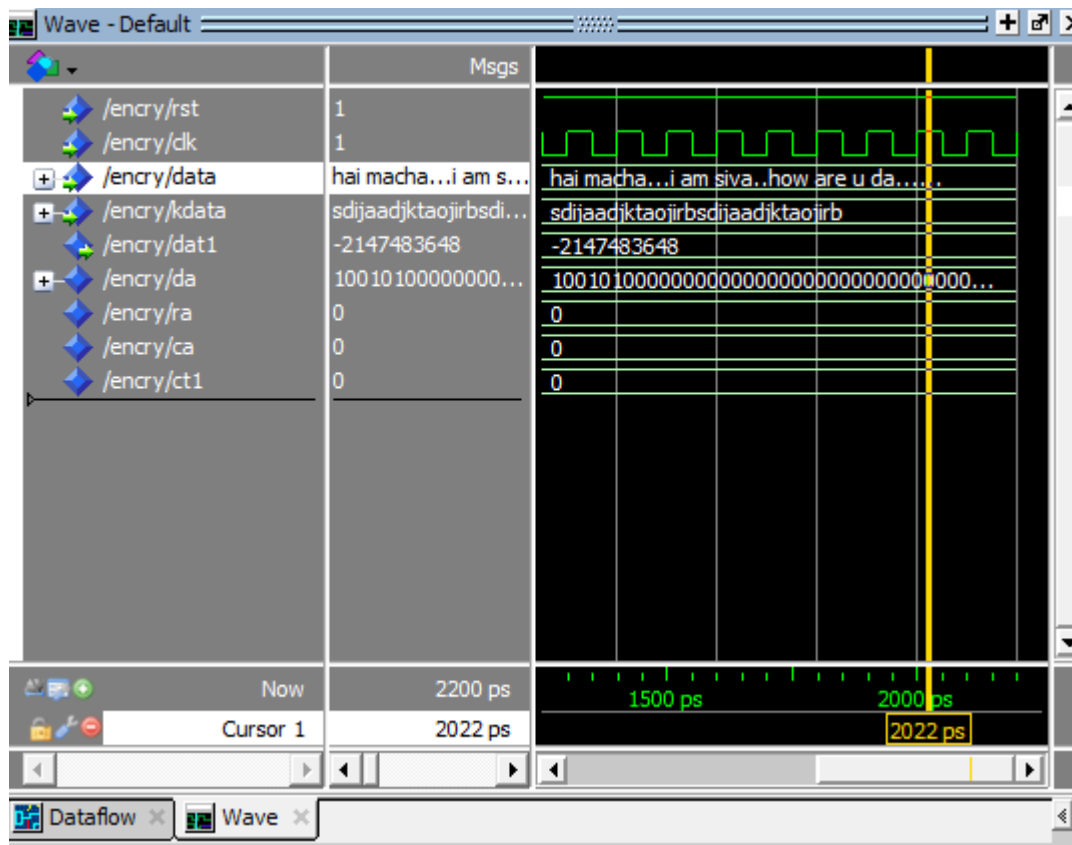 Wave - Default
Msgs
/encry/rst 1
/encry/clk 1
/encry/data hai macha...i am s... hai macha...i am siva..how are u da......
/encry/kdata sdijaadjktaojirbsdi... sdijaadjktaojirbsdijaadjktaojirb
/encry/dat1 -2147483648 -2147483648
/encry/da 10010100000000...
/encry/ra 0 0
/encry/ca 0 0
/encry/ct1 0 0
Now 2200 ps 1500 ps 2000 ps
Cursor 1 2022 ps 2022 ps
Dataflow Wave